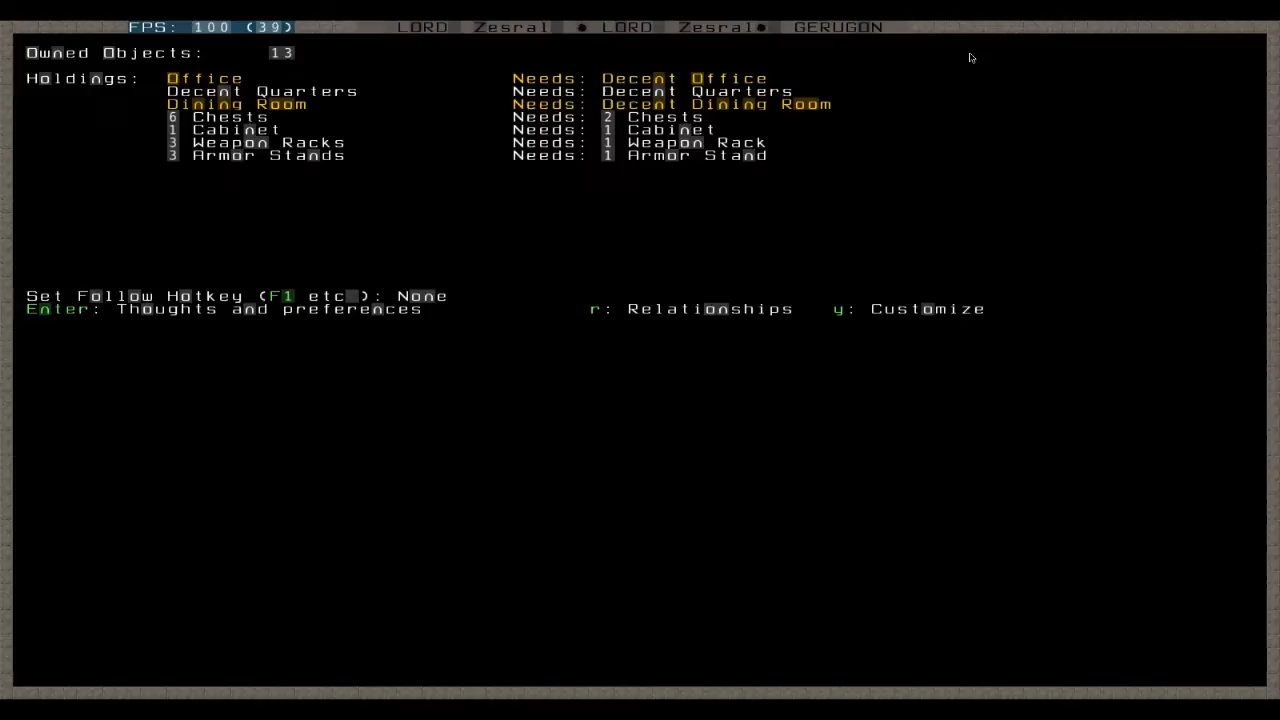 FPS: 100 (39) LORD Zesral ● LORD Zesral● GERUGON
Owned Objects: 13
Holdings: Office Needs: Decent Office
Decent Quarters Needs: Decent Quarters
Dining Room Needs: Decent Dining Room
6 Chests Needs: 2 Chests
1 Cabinet Needs: 1 Cabinet
3 Weapon Racks Needs: 1 Weapon Rack
3 Armor Stands Needs: 1 Armor Stand
Set Follow Hotkey (F1 etc ): None
Enter: Thoughts and preferences r: Relationships y: Customize